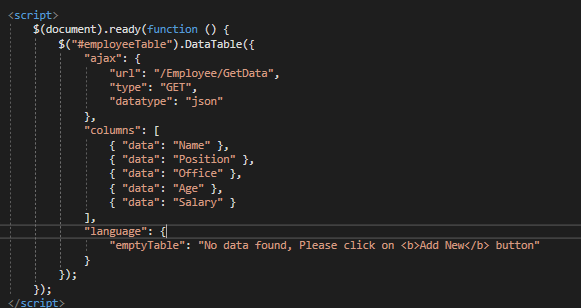 <script>
$(document).ready(function () {
$("#employeeTable").DataTable({
"ajax": {
"url": "/Employee/GetData",
"type": "GET",
"datatype": "json"
},
"columns": [
{ "data": "Name" },
{ "data": "Position" },
{ "data": "Office" },
{ "data": "Age" },
{ "data": "Salary" }
],
"language": {
"emptyTable": "No data found, Please click on <b>Add New</b> button"
}
});
});
</script>